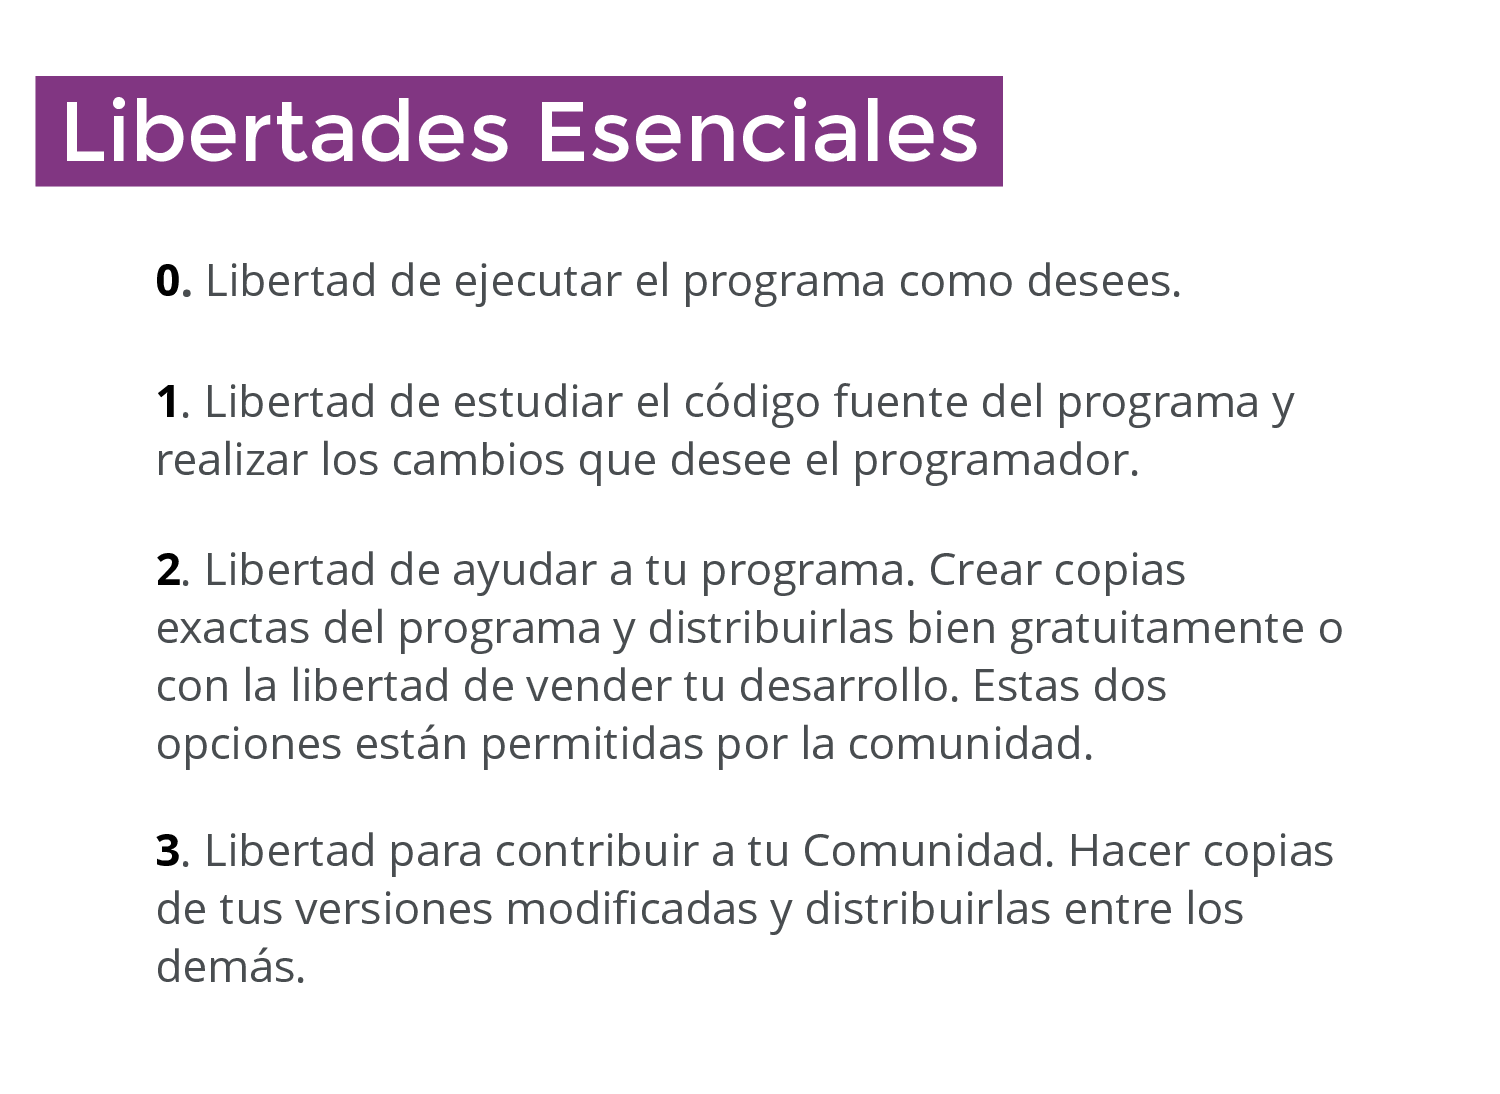 Libertades Esenciales
0. Libertad de ejecutar el programa como desees.
1. Libertad de estudiar el código fuente del programa y
realizar los cambios que desee el programador.
2. Libertad de ayudar a tu programa. Crear copias
exactas del programa y distribuirlas bien gratuitamente o
con la libertad de vender tu desarrollo. Estas dos
opciones están permitidas por la comunidad.
3. Libertad para contribuir a tu Comunidad. Hacer copias
de tus versiones modificadas y distribuirlas entre los
demás.